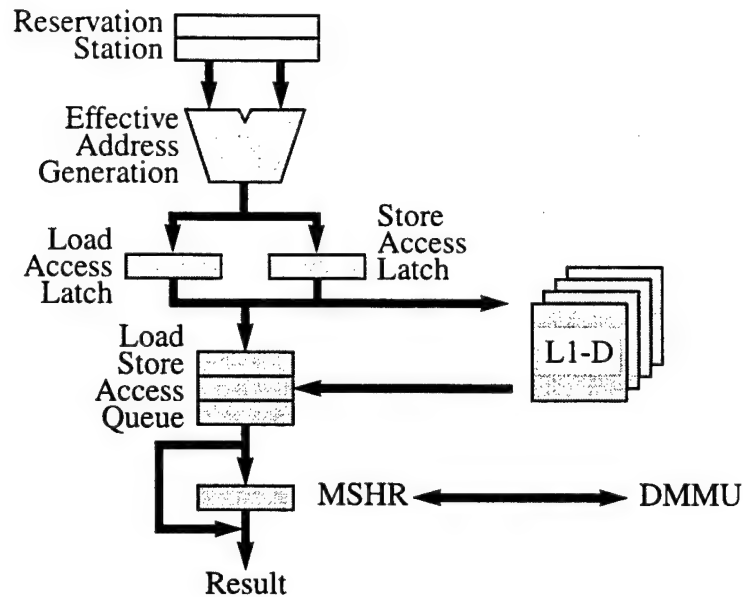 Reservation
Station
Effective
Address
Generation
Load
Access
Latch
Store
Access
Latch
L1-D
Load
Store
Access
Queue
MSHR
DMMU
Result